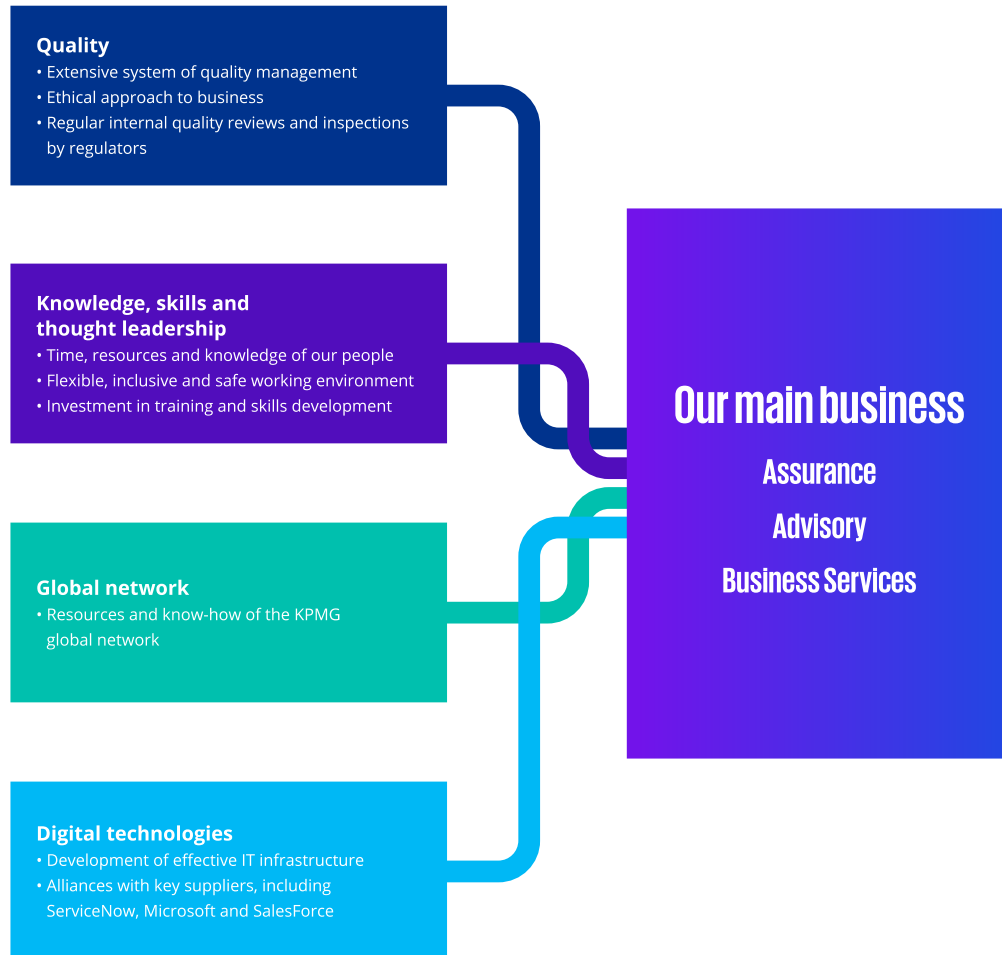 Quality
• Extensive system of quality management
• Ethical approach to business
• Regular internal quality reviews and inspections
by regulators
Knowledge, skills and
thought leadership
• Time, resources and knowledge of our people
• Flexible, inclusive and safe working environment
• Investment in training and skills development
Global network
• Resources and know-how of the KPMG
global network
Digital technologies
• Development of effective IT infrastructure
• Alliances with key suppliers, including
ServiceNow, Microsoft and SalesForce
Our main business
Assurance
Advisory
Business Services